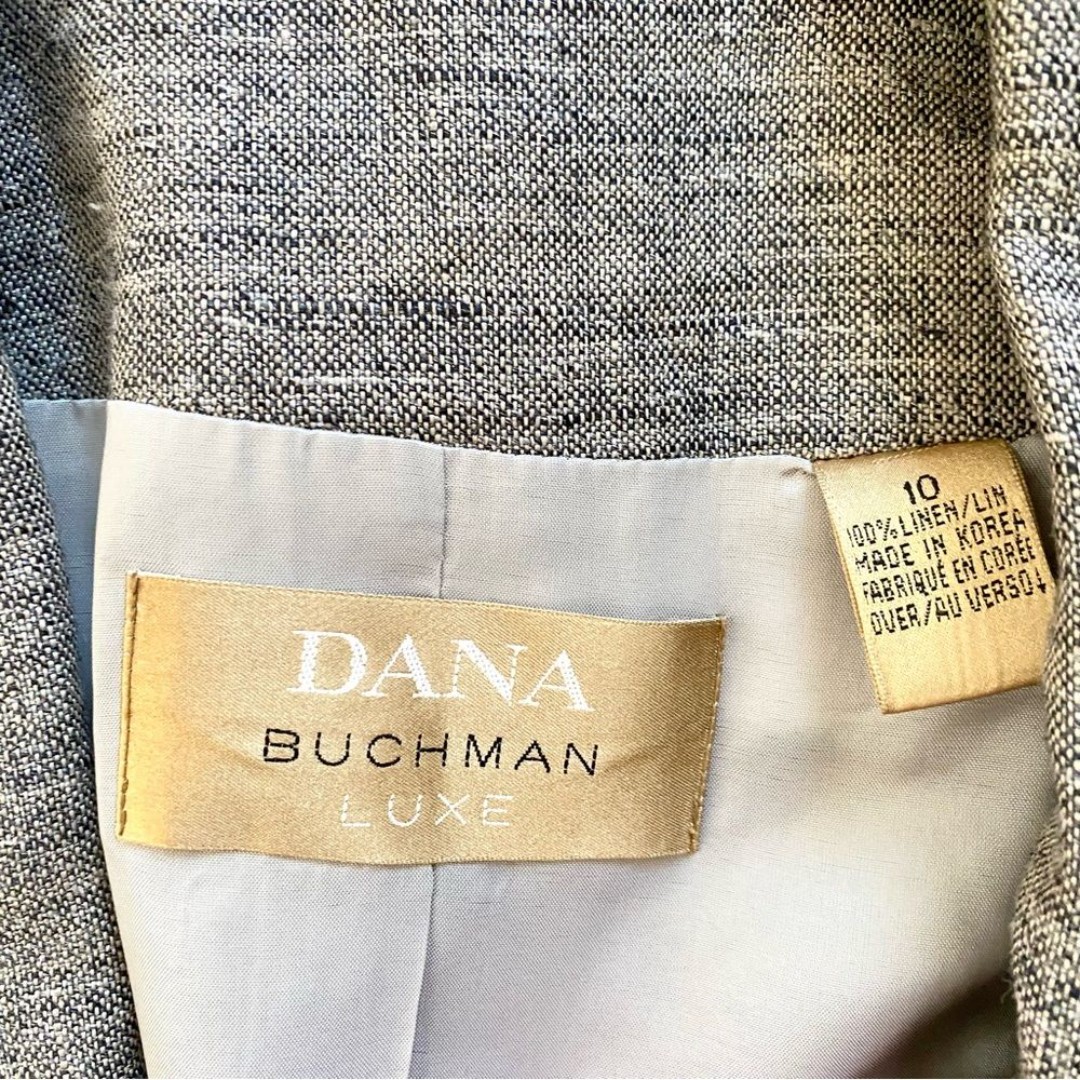 DANA
BUCHMAN
LUXE
10
100% LINEN/LIN
MADE IN KOREA
FABRIQUÉ EN CORÉE
OVER/AU VERSO↓